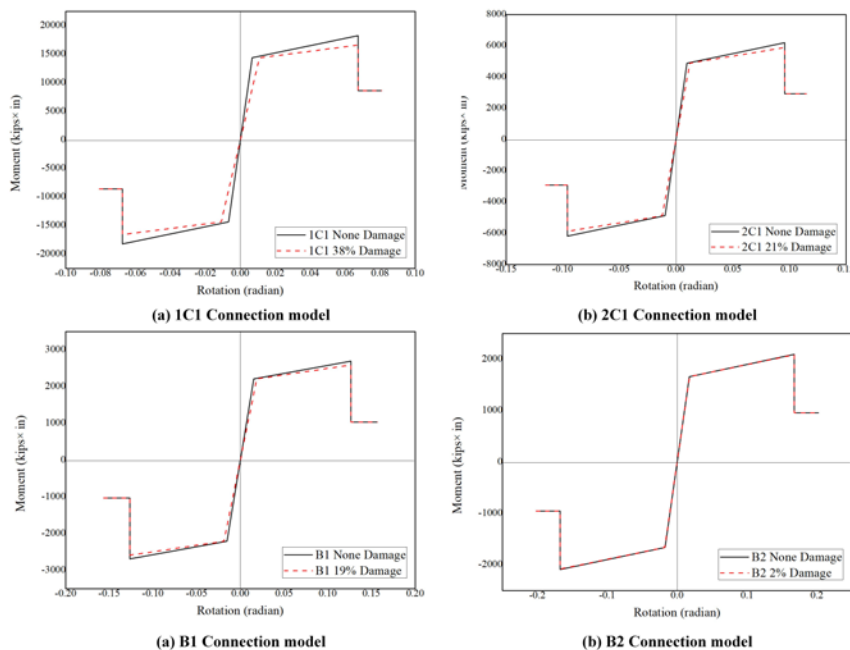 20000
15000
10000
5000
0
-5000
-10000
-15000
-20000
Moment (kips× in)
-0.10 -0.08 -0.06 -0.04 -0.02 0.00 0.02 0.04 0.06 0.08 0.10
Rotation (radian)
1C1 None Damage
1C1 38% Damage
(a) 1C1 Connection model
8000
6000
4000
2000
0
-2000
-4000
-6000
-8000
Moment (kips× in)
-0.15 -0.10 -0.05 0.00 0.05 0.10 0.15
Rotation (radian)
2C1 None Damage
2C1 21% Damage
(b) 2C1 Connection model
3000
2000
1000
0
-1000
-2000
-3000
Moment (kips× in)
-0.20 -0.15 -0.10 -0.05 0.00 0.05 0.10 0.15 0.20
Rotation (radian)
B1 None Damage
B1 19% Damage
(a) B1 Connection model
2000
1000
0
-1000
-2000
Moment (kips× in)
-0.2 -0.1 0.0 0.1 0.2
Rotation (radian)
B2 None Damage
B2 2% Damage
(b) B2 Connection model